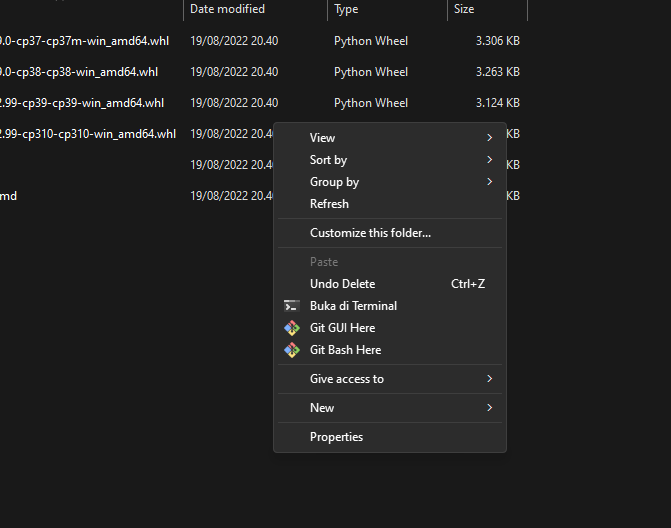 Date modified Type Size
9.0-cp37-cp37m-win_amd64.whl 19/08/2022 20.40 Python Wheel 3.306 KB
9.0-cp38-cp38-win_amd64.whl 19/08/2022 20.40 Python Wheel 3.263 KB
2.99-cp39-cp39-win_amd64.whl 19/08/2022 20.40 Python Wheel 3.124 KB
2.99-cp310-cp310-win_amd64.whl 19/08/2022 20.40 KB
19/08/2022 20.40 KB
md 19/08/2022 20.40 KB
View
Sort by
Group by
Refresh
Customize this folder...
Paste
Undo Delete Ctrl+Z
Buka di Terminal
Git GUI Here
Git Bash Here
Give access to
New
Properties